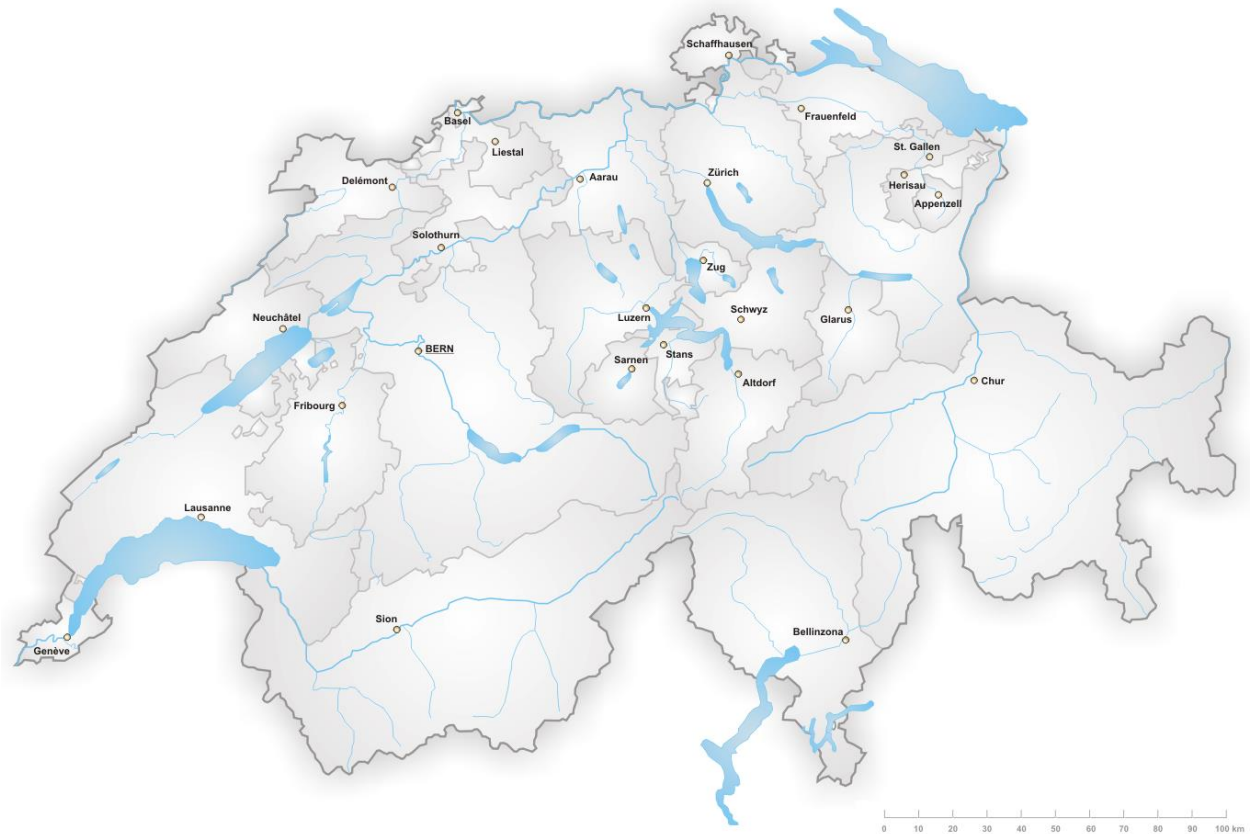 Schaffhausen
Basel
Frauenfeld
Liestal
St. Gallen
Delémont
Aarau
Zürich
Herisau
Appenzell
Solothurn
Zug
Neuchâtel
Luzern
Schwyz
Glarus
BERN
Sarnen
Stans
Altdorf
Chur
Fribourg
Lausanne
Sion
Bellinzona
Genève
0 10 20 30 40 50 60 70 80 90 100 km